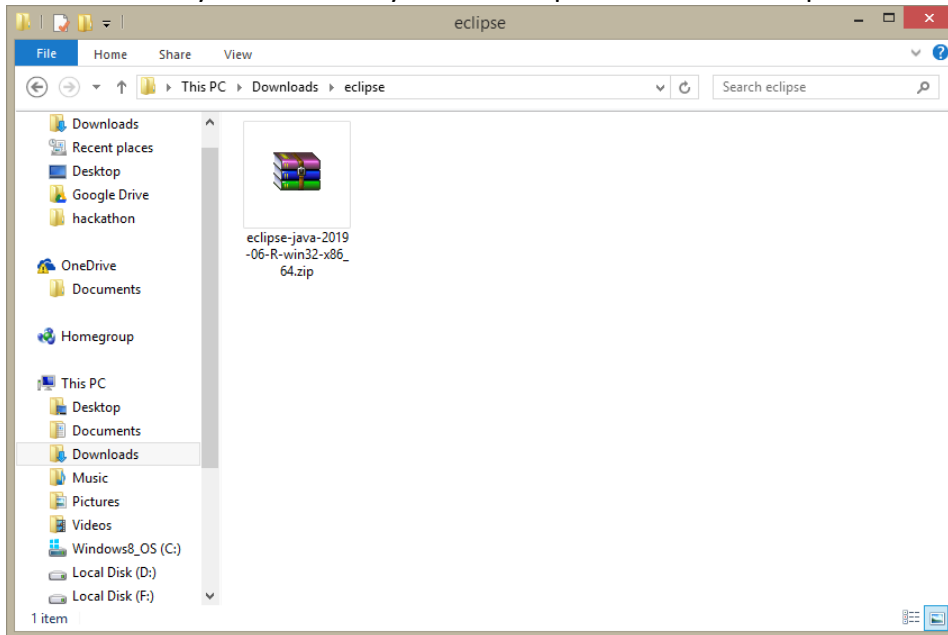 eclipse
File Home Share View
This PC Downloads eclipse
Search eclipse
Downloads
Recent places
Desktop
Google Drive
hackathon
OneDrive
Documents
Homegroup
This PC
Desktop
Documents
Downloads
Music
Pictures
Videos
Windows8_OS (C:)
Local Disk (D:)
Local Disk (F:)
eclipse-java-2019
-06-R-win32-x86_
64.zip
1 item